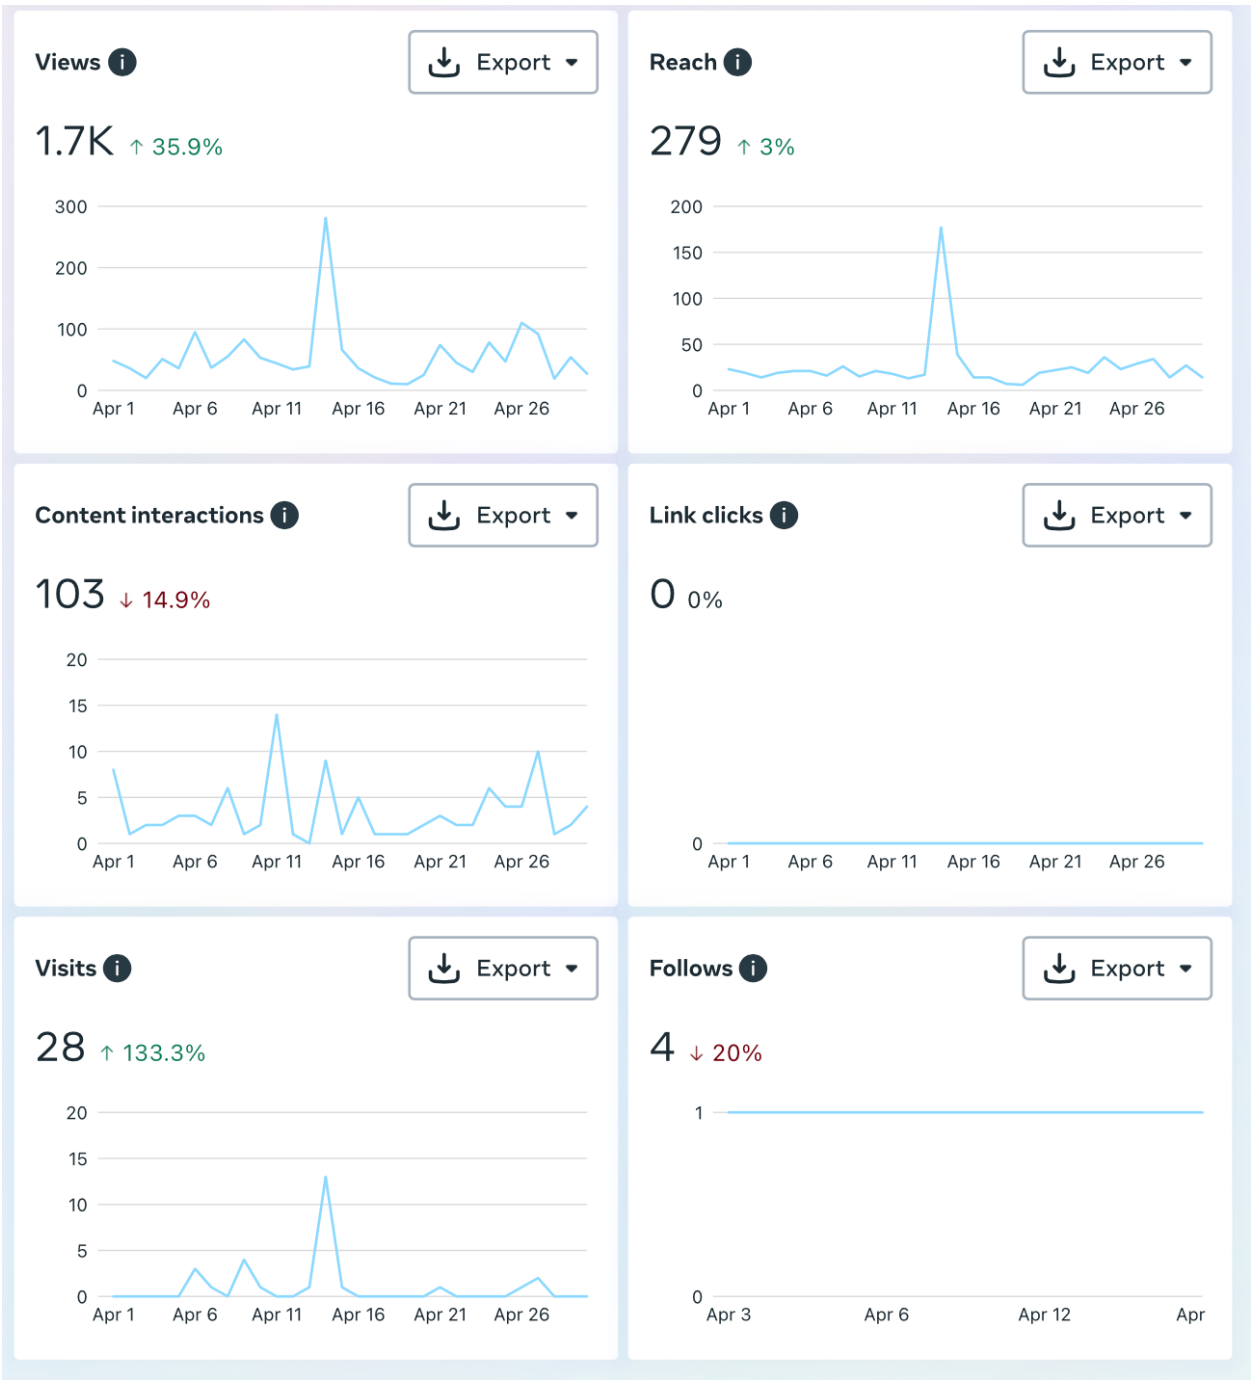 Views
Export
1.7K ↑ 35.9%
300
200
100
0
Apr 1 Apr 6 Apr 11 Apr 16 Apr 21 Apr 26
Reach
Export
279 ↑ 3%
200
150
100
50
0
Apr 1 Apr 6 Apr 11 Apr 16 Apr 21 Apr 26
Content interactions
Export
103 ↓ 14.9%
20
15
10
5
0
Apr 1 Apr 6 Apr 11 Apr 16 Apr 21 Apr 26
Link clicks
Export
0 0%
0
Apr 1 Apr 6 Apr 11 Apr 16 Apr 21 Apr 26
Visits
Export
28 ↑ 133.3%
20
15
10
5
0
Apr 1 Apr 6 Apr 11 Apr 16 Apr 21 Apr 26
Follows
Export
4 ↓ 20%
1
0
Apr 3 Apr 6 Apr 12 Apr